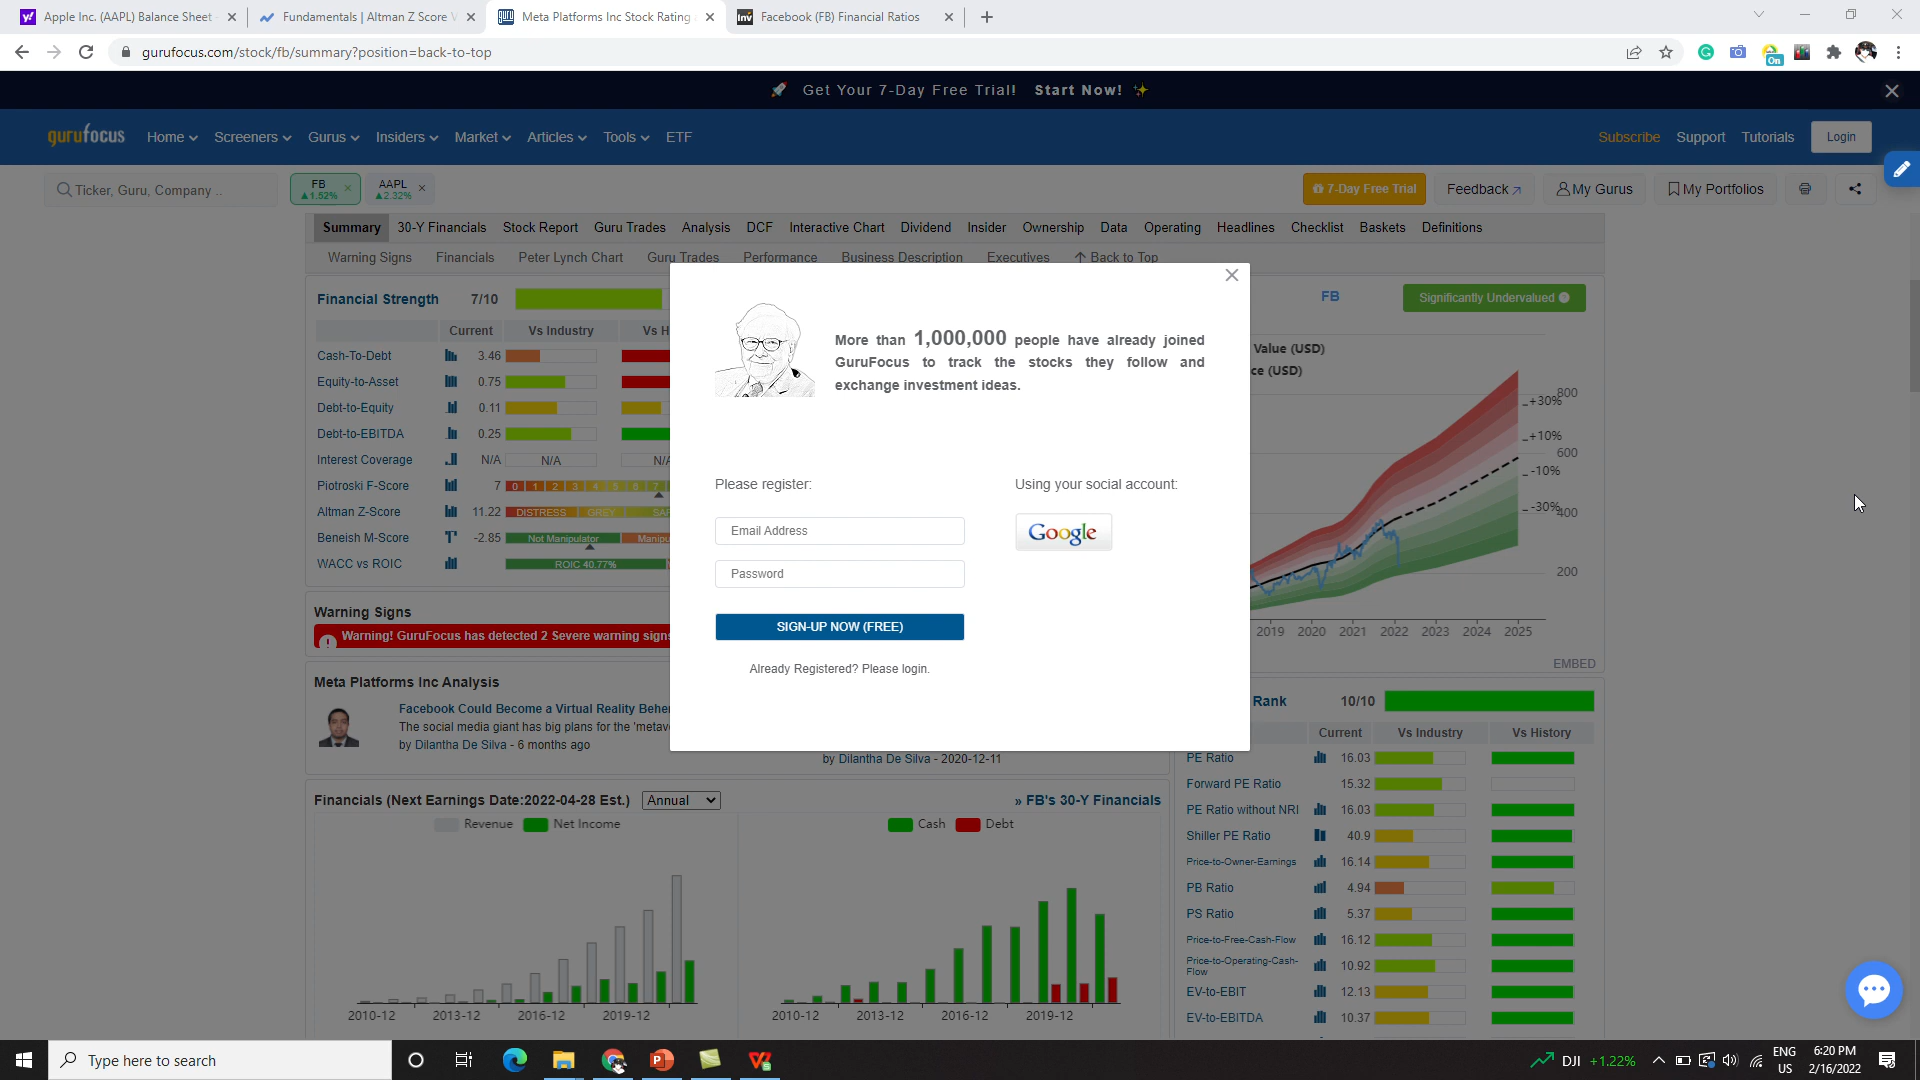 Apple Inc. (AAPL) Balance Sheet
Fundamentals | Altman Z Score
Meta Platforms Inc Stock Rating
Facebook (FB) Financial Ratios
gurufocus.com/stock/fb/summary?position=back-to-top
On
Get Your 7-Day Free Trial! Start Now!
gurufocus Home Screeners Gurus Insiders Market Articles Tools ETF Subscribe Support Tutorials Login
Ticker, Guru, Company ..
FB
1.52%
AAPL
2.32%
7-Day Free Trial Feedback My Gurus My Portfolios
Summary 30-Y Financials Stock Report Guru Trades Analysis DCF Interactive Chart Dividend Insider Ownership Data Operating Headlines Checklist Baskets Definitions
Warning Signs Financials Peter Lynch Chart Guru Trades Performance Business Description Executives Back to Top
Financial Strength 7/10
Current Vs Industry Vs H
Cash-To-Debt 3.46
Equity-to-Asset 0.75
Debt-to-Equity 0.11
Debt-to-EBITDA 0.25
Interest Coverage N/A N/A N/A
Piotroski F-Score 7 0 1 2 3 4 5 6 7
Altman Z-Score 11.22 DISTRESS GREY SAF
Beneish M-Score -2.85 Not Manipulator Manipu
WACC vs ROIC ROIC 40.77%
Warning Signs
Warning! GuruFocus has detected 2 Severe warning signs
Meta Platforms Inc Analysis
Facebook Could Become a Virtual Reality Behe
The social media giant has big plans for the 'metav
by Dilantha De Silva - 6 months ago
by Dilantha De Silva - 2020-12-11
Financials (Next Earnings Date:2022-04-28 Est.) Annual » FB's 30-Y Financials
Revenue Net Income
2010-12 2013-12 2016-12 2019-12
Cash Debt
2010-12 2013-12 2016-12 2019-12
More than 1,000,000 people have already joined
GuruFocus to track the stocks they follow and
exchange investment ideas.
Please register:
Email Address
Password
SIGN-UP NOW (FREE)
Already Registered? Please login.
Using your social account:
Google
FB Significantly Undervalued
Value (USD)
ce (USD)
+30% 800
+10%
600
-10%
-30% 400
200
2019 2020 2021 2022 2023 2024 2025
EMBED
Rank 10/10
Current Vs Industry Vs History
PE Ratio 16.03
Forward PE Ratio 15.32
PE Ratio without NRI 16.03
Shiller PE Ratio 40.9
Price-to-Owner-Earnings 16.14
PB Ratio 4.94
PS Ratio 5.37
Price-to-Free-Cash-Flow 16.12
Price-to-Operating-Cash-
Flow 10.92
EV-to-EBIT 12.13
EV-to-EBITDA 10.37
Type here to search
DJI +1.22%
ENG
US
6:20 PM
2/16/2022